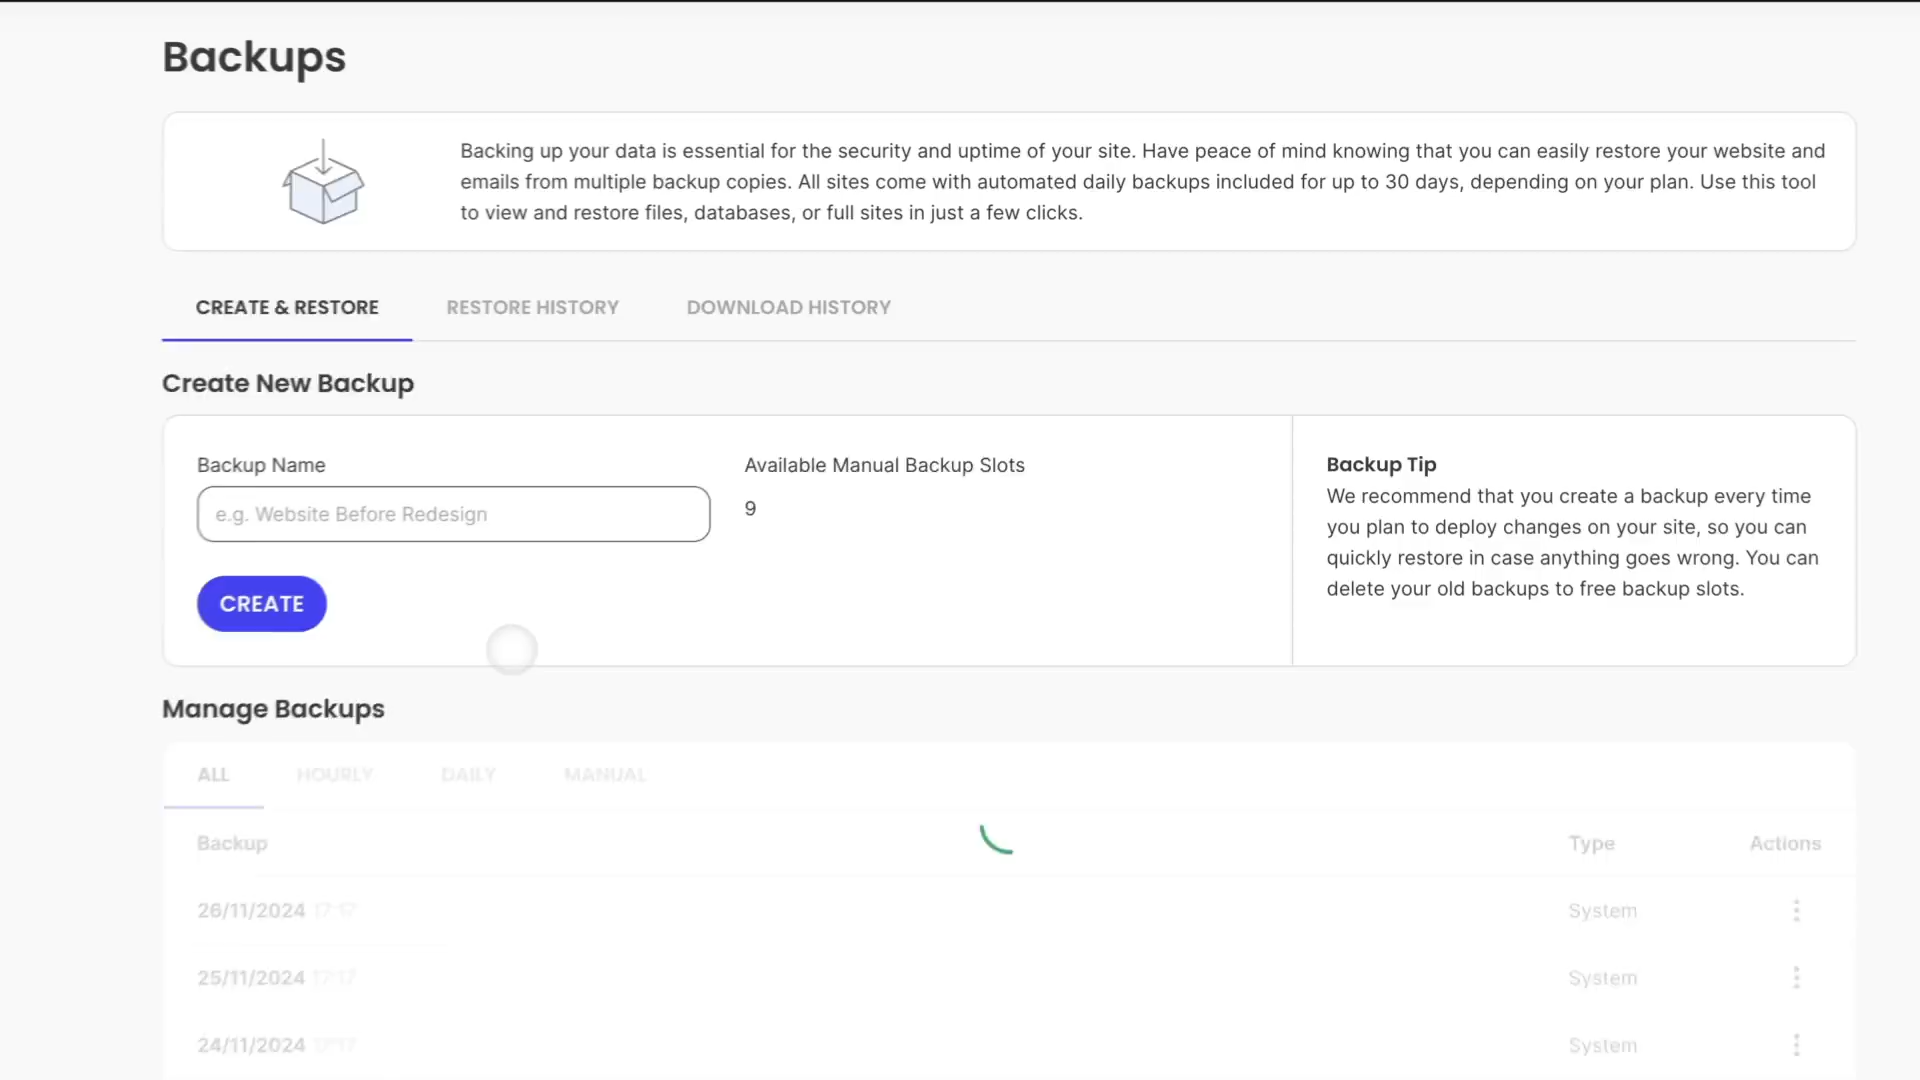 Backups
Backing up your data is essential for the security and uptime of your site. Have peace of mind knowing that you can easily restore your website and
emails from multiple backup copies. All sites come with automated daily backups included for up to 30 days, depending on your plan. Use this tool
to view and restore files, databases, or full sites in just a few clicks.
CREATE & RESTORE RESTORE HISTORY DOWNLOAD HISTORY
Create New Backup
Backup Name
e.g. Website Before Redesign
CREATE
Available Manual Backup Slots
9
Backup Tip
We recommend that you create a backup every time
you plan to deploy changes on your site, so you can
quickly restore in case anything goes wrong. You can
delete your old backups to free backup slots.
Manage Backups
ALL HOURLY DAILY MANUAL
Backup Type Actions
26/11/2024 System
25/11/2024 System
24/11/2024 System